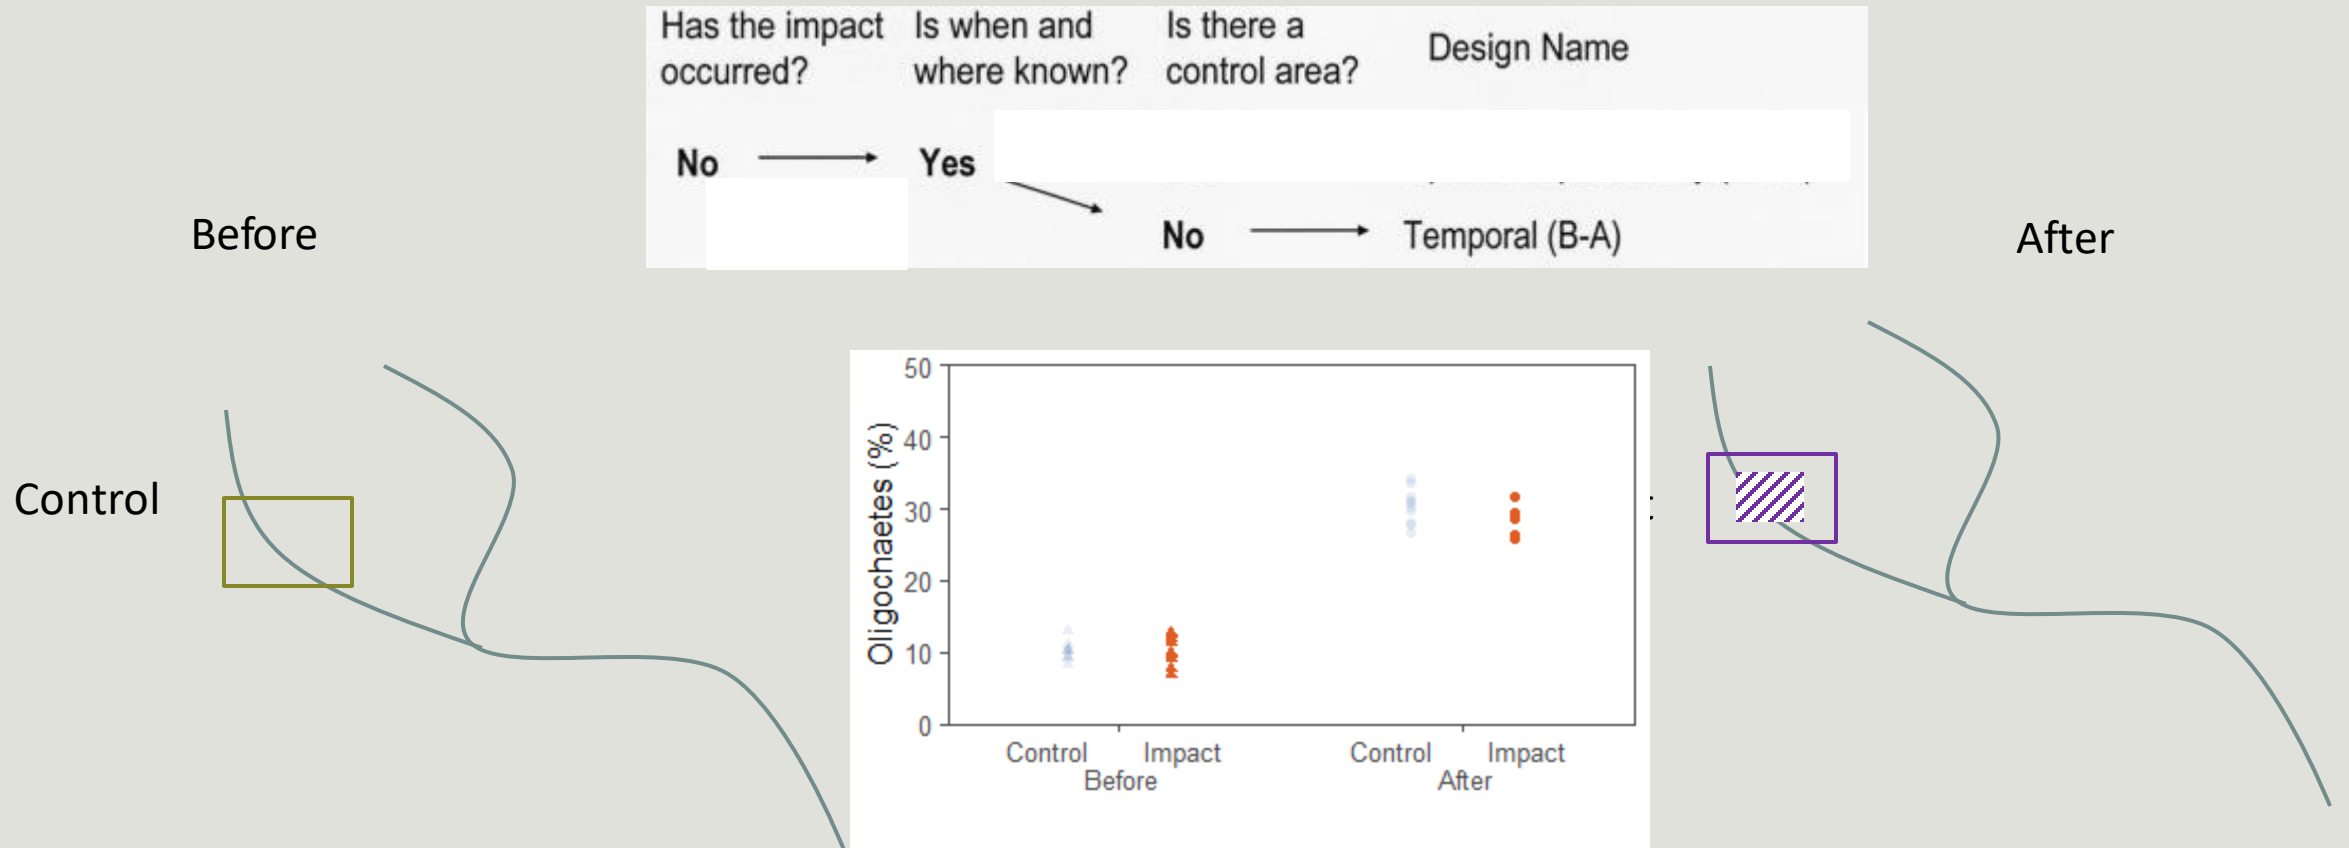 Has the impact occurred?
Is when and where known?
Is there a control area?
Design Name
No
Yes
No
Temporal (B-A)
Before
After
Control
50
40
30
20
10
0
Oligochaetes (%)
Control
Impact
Control
Impact
Before
After